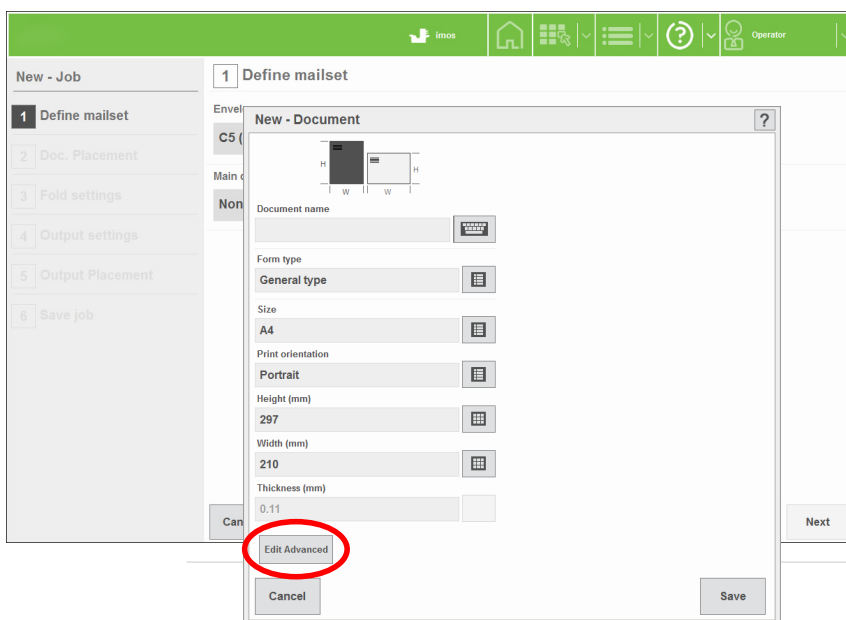 imos
Operator
New - Job
1 Define mailset
1 Define mailset
2 Doc. Placement
3 Fold settings
4 Output settings
5 Output Placement
6 Save job
Envel
C5 (
Main
Non
Can
Next
New - Document
?
H
H
W
W
Document name
Form type
General type
Size
A4
Print orientation
Portrait
Height (mm)
297
Width (mm)
210
Thickness (mm)
0.11
Edit Advanced
Cancel
Save